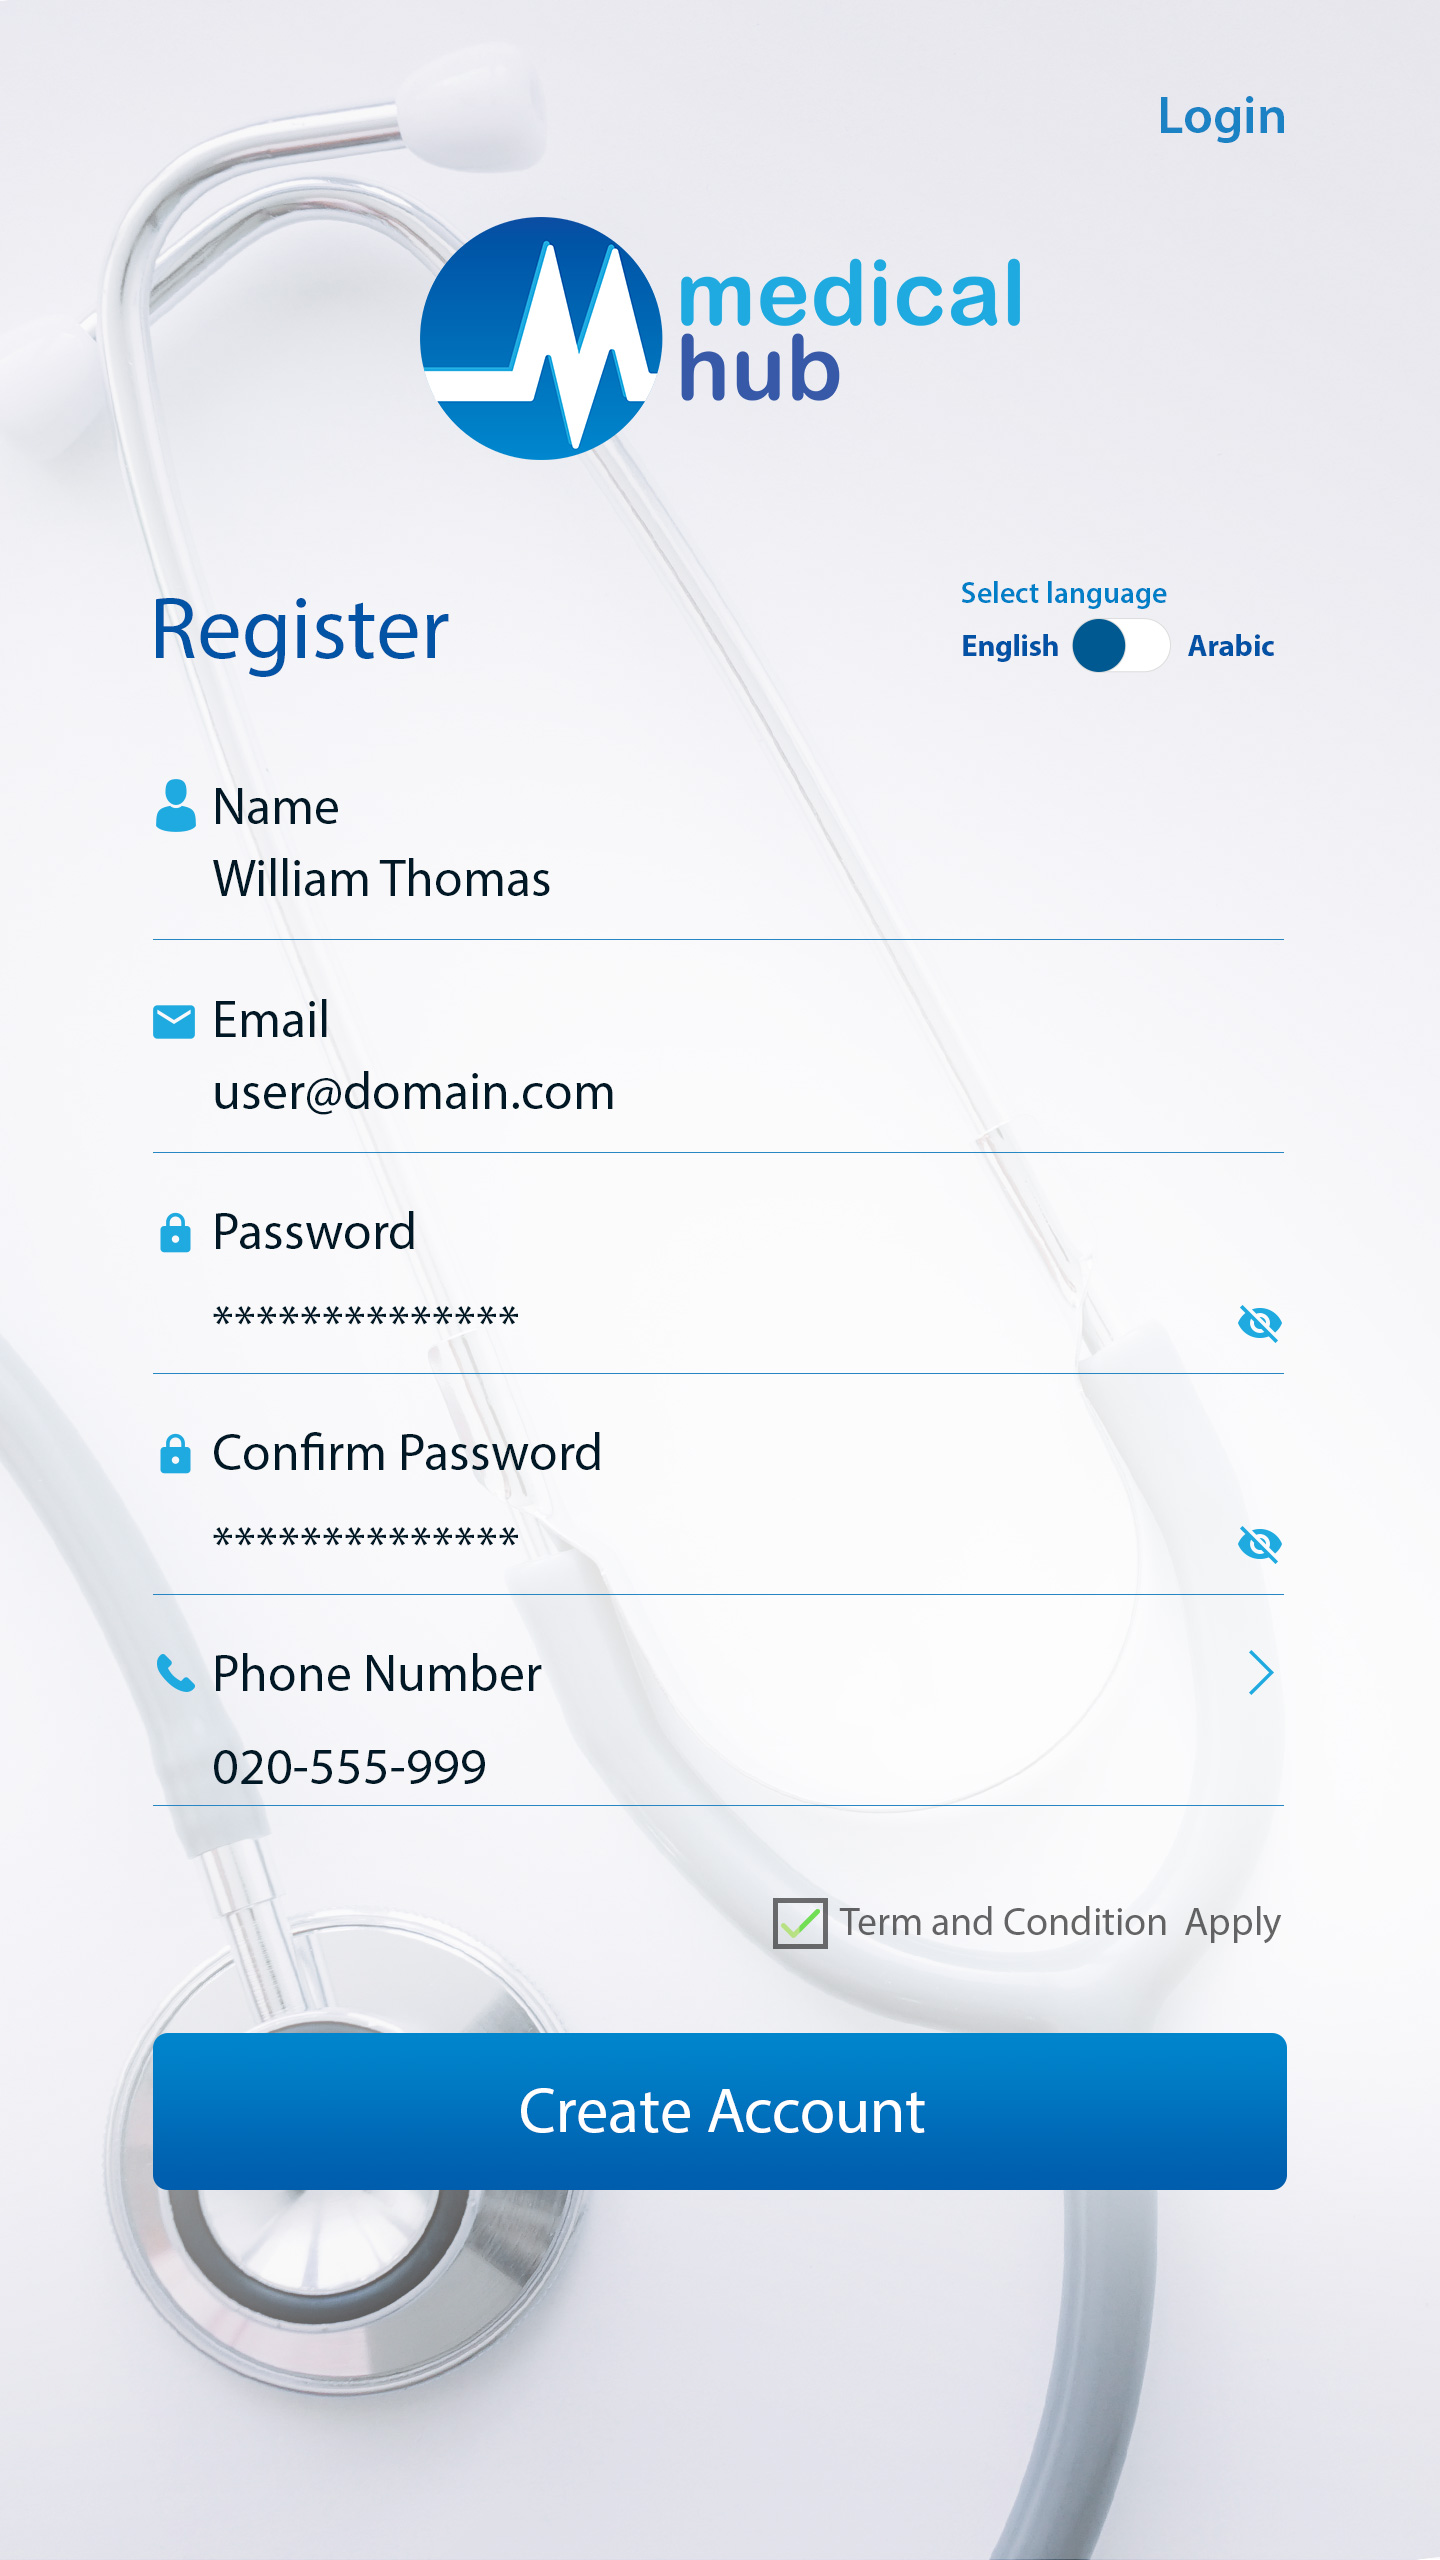 Login
medical
hub
Register
Select language
English Arabic
Name
William Thomas
Email
user@domain.com
Password
**************
Confirm Password
**************
Phone Number
020-555-999
Term and Condition Apply
Create Account